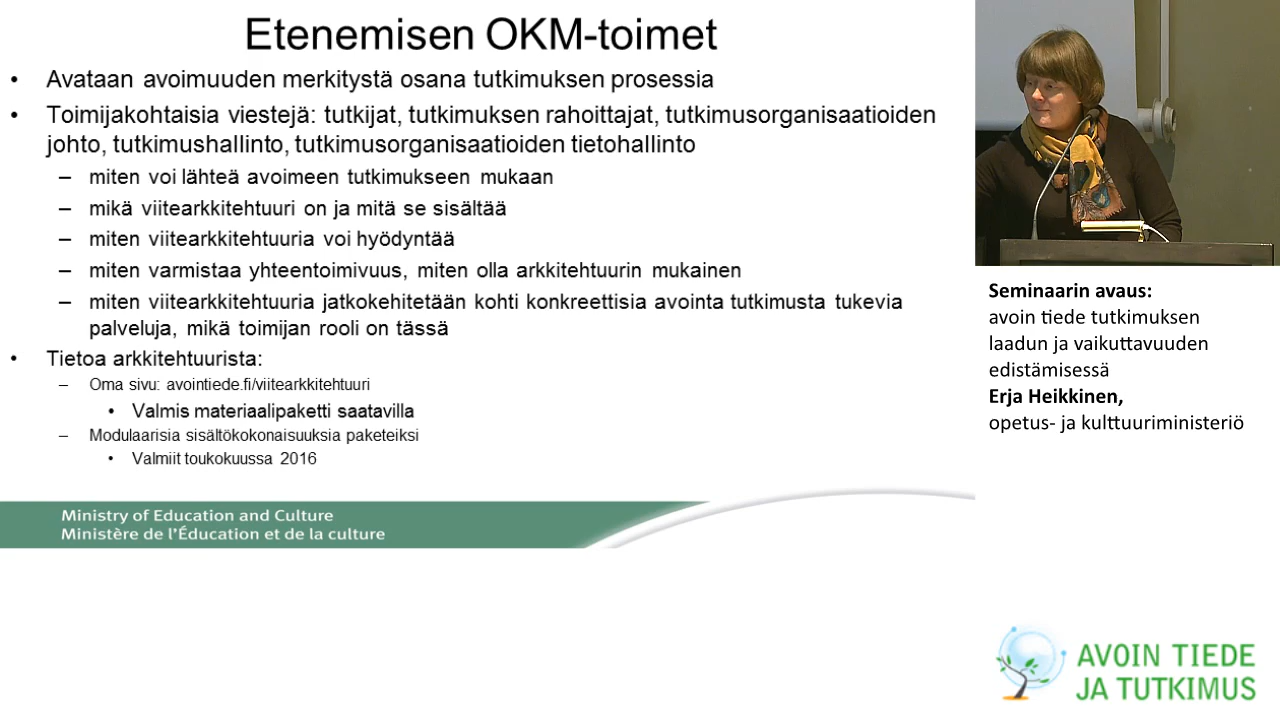 Etenemisen OKM-toimet
• Avataan avoimuuden merkitystä osana tutkimuksen prosessia
• Toimijakohtaisia viestejä: tutkijat, tutkimuksen rahoittajat, tutkimusorganisaatioiden
johto, tutkimushallinto, tutkimusorganisaatioiden tietohallinto
– miten voi lähteä avoimeen tutkimukseen mukaan
– mikä viitearkkitehtuuri on ja mitä se sisältää
– miten viitearkkitehtuuria voi hyödyntää
– miten varmistaa yhteentoimivuus, miten olla arkkitehtuurin mukainen
– miten viitearkkitehtuuria jatkokehitetään kohti konkreettisia avointa tutkimusta tukevia
palveluja, mikä toimijan rooli on tässä
• Tietoa arkkitehtuurista:
– Oma sivu: avointiede.fi/viitearkkitehtuuri
• Valmis materiaalipaketti saatavilla
– Modulaarisia sisältökokonaisuuksia paketeiksi
• Valmiit toukokuussa 2016
Ministry of Education and Culture
Ministère de l'Éducation et de la culture
Seminaarin avaus:
avoin tiede tutkimuksen
laadun ja vaikuttavuuden
edistämisessä
Erja Heikkinen,
opetus- ja kulttuuriministeriö
AVOIN TIEDE
JA TUTKIMUS